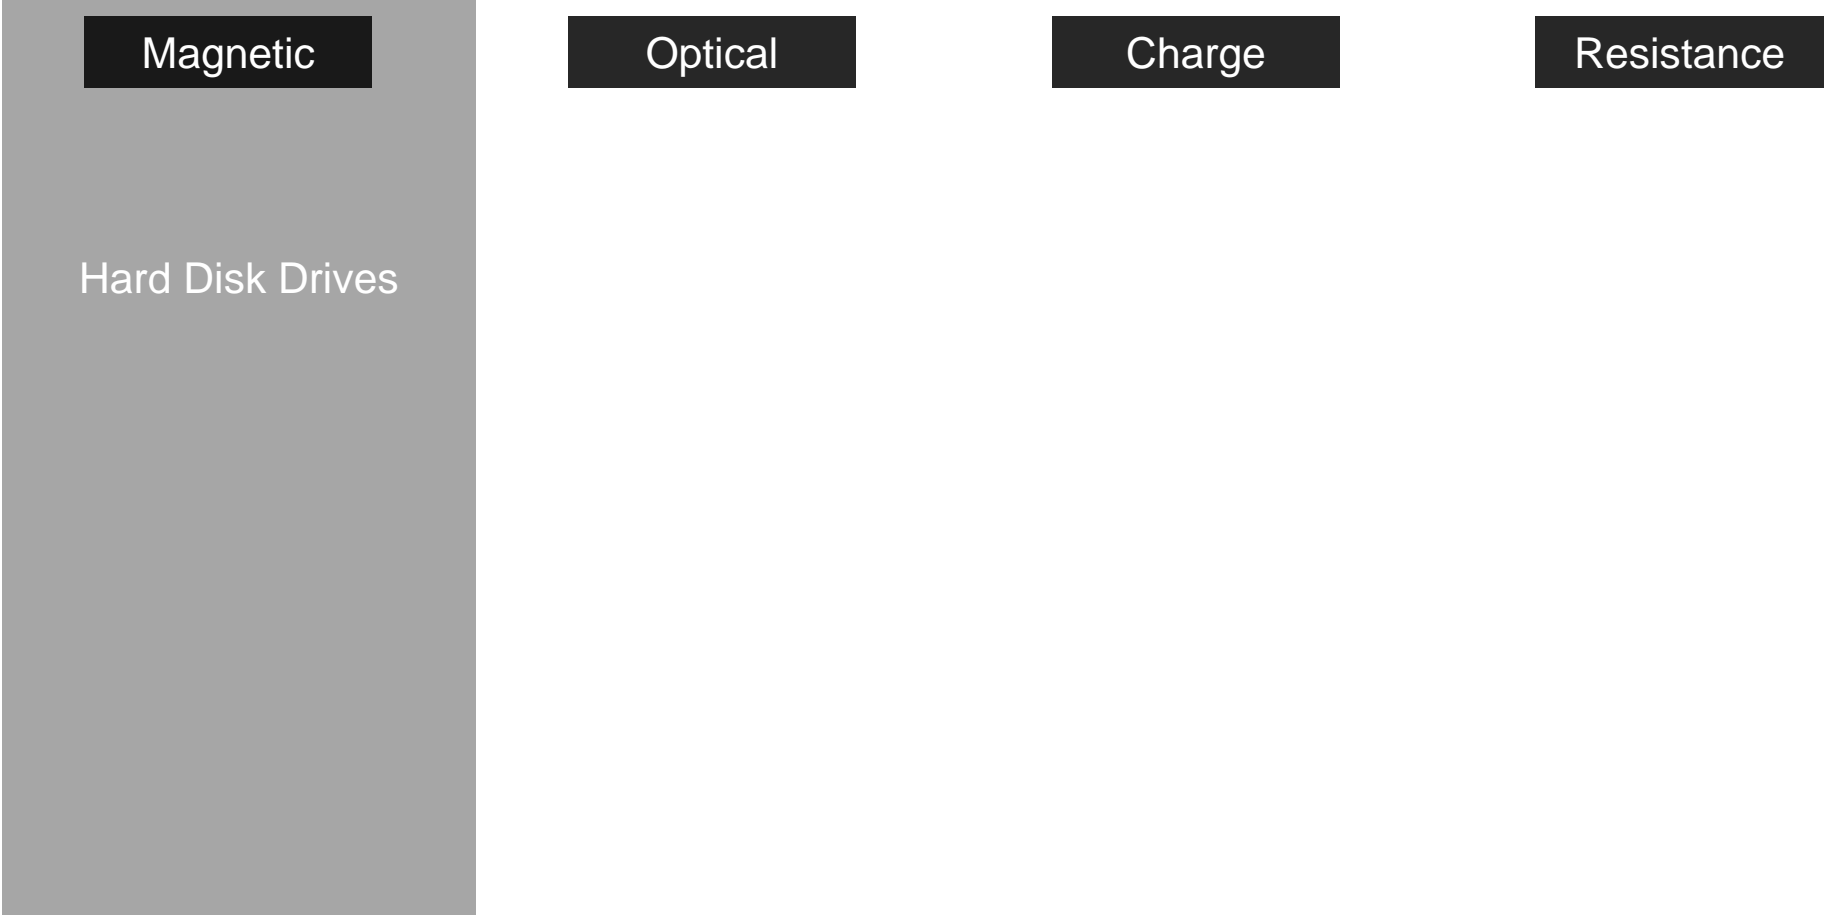 Magnetic
Optical
Charge
Resistance
Hard Disk Drives